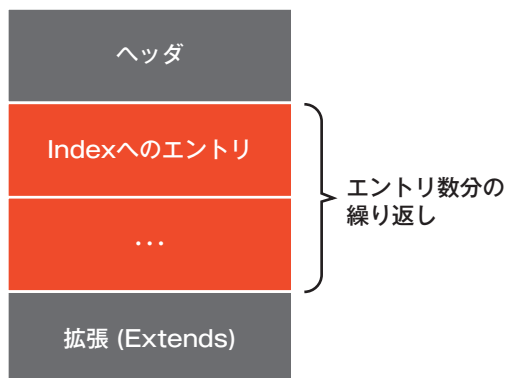 ヘッダ
Indexへのエントリ
エントリ数分の
繰り返し
...
拡張 (Extends)